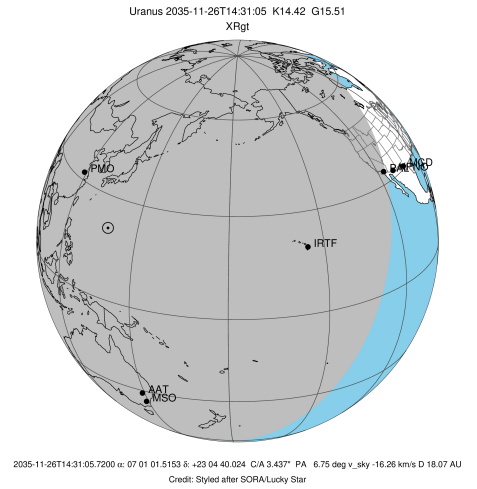 Uranus 2035-11-26T14:31:05 K14.42 G15.51
XRgt
PMO
MGD
IRTF
AAT
MSO
2035-11-26T14:31:05.7200 α: 07 01 01.5153 δ: +23 04 40.024 C/A 3.437" PA 6.75 deg v_sky -16.26 km/s D 18.07 AU
Credit: Styled after SORA/Lucky Star